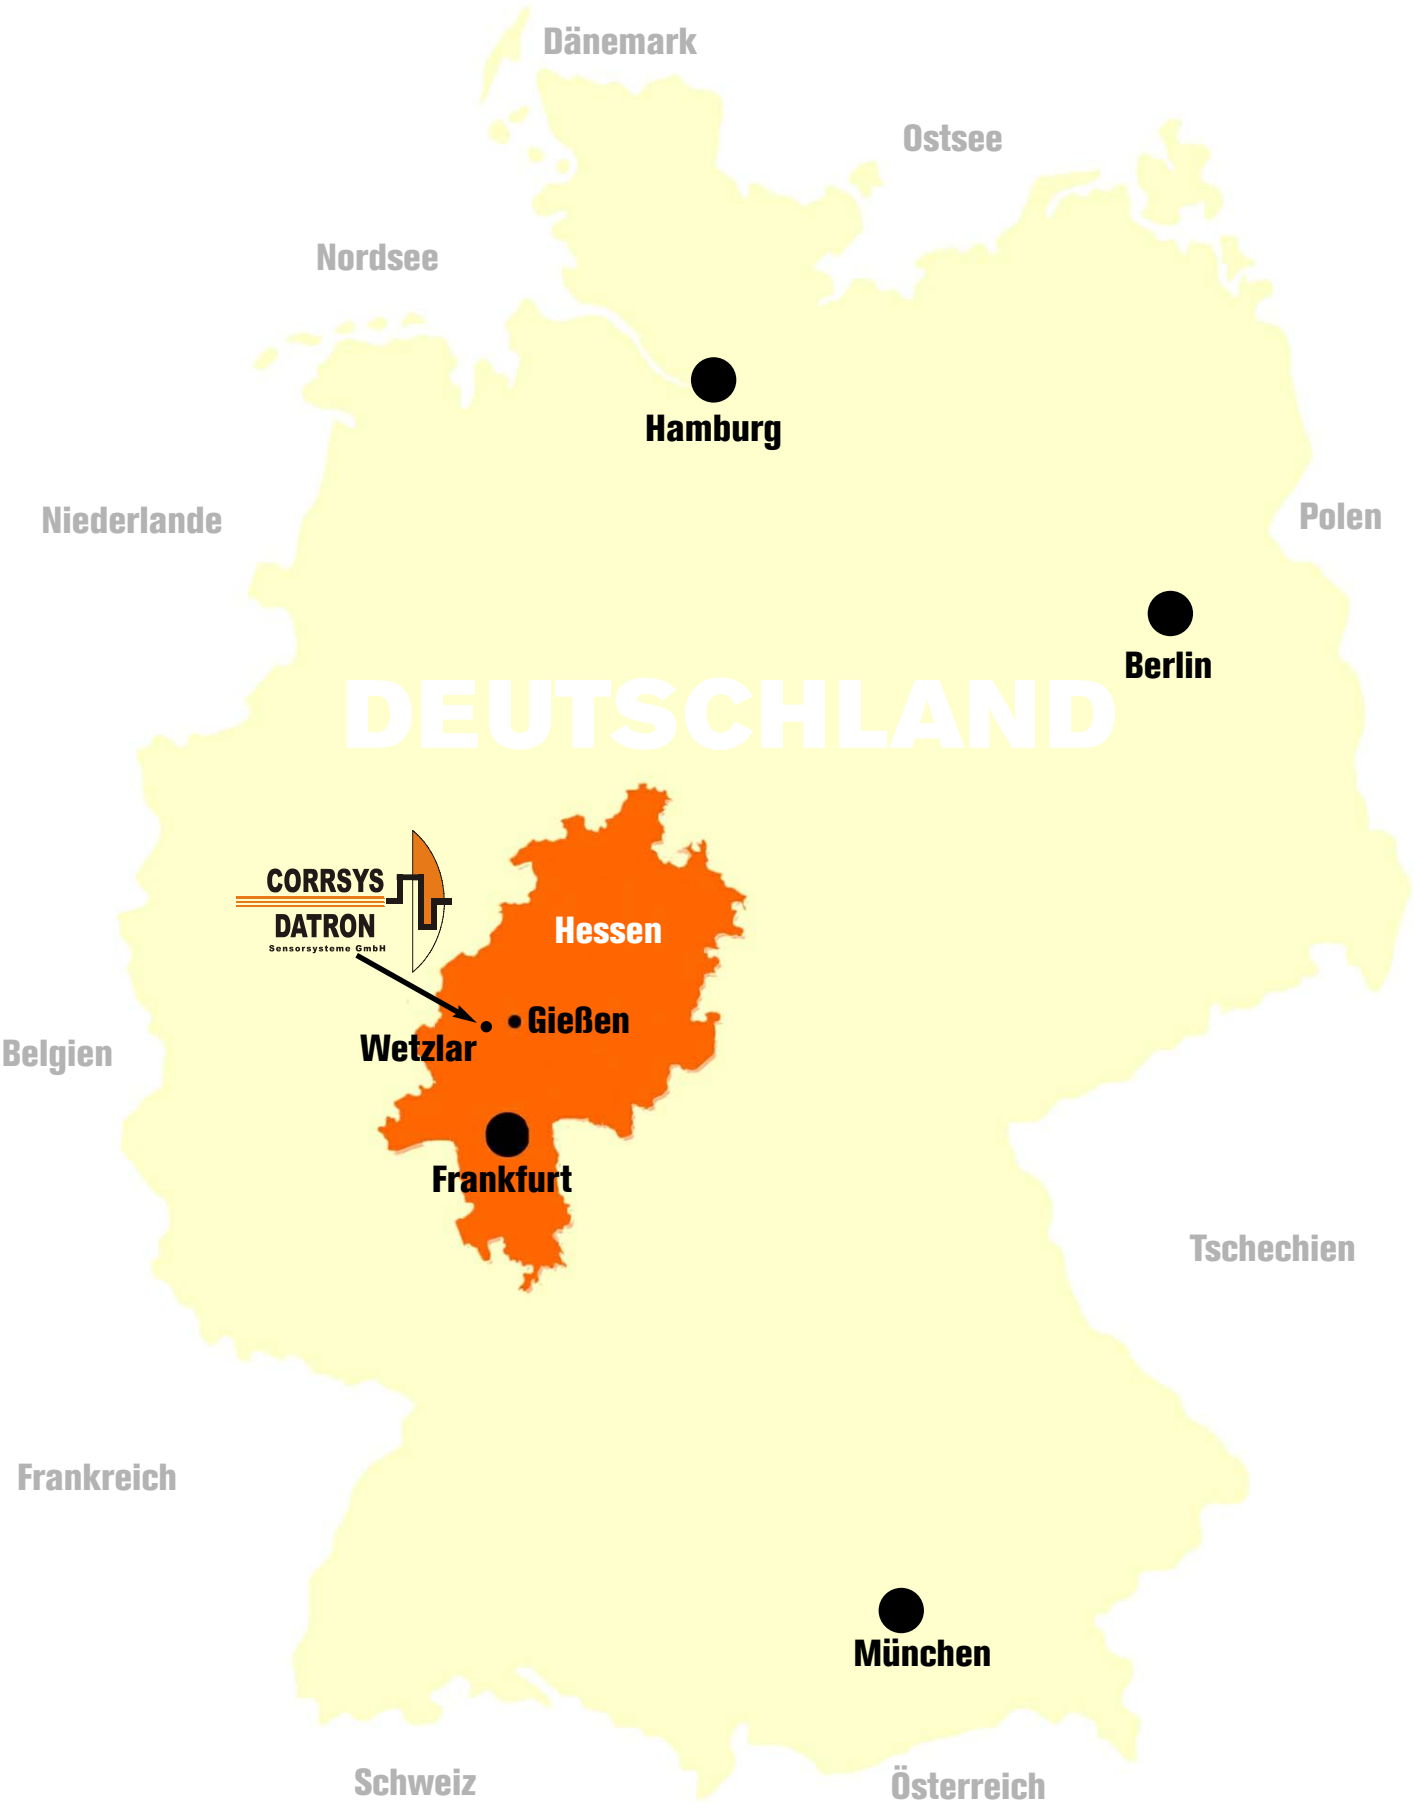 Dänemark
Ostsee
Nordsee
Hamburg
Niederlande
Polen
Berlin
DEUTSCHLAND
CORRSYS
DATRON
Sensorsysteme GmbH
Hessen
Gießen
Wetzlar
Belgien
Frankfurt
Tschechien
Frankreich
München
Schweiz
Österreich